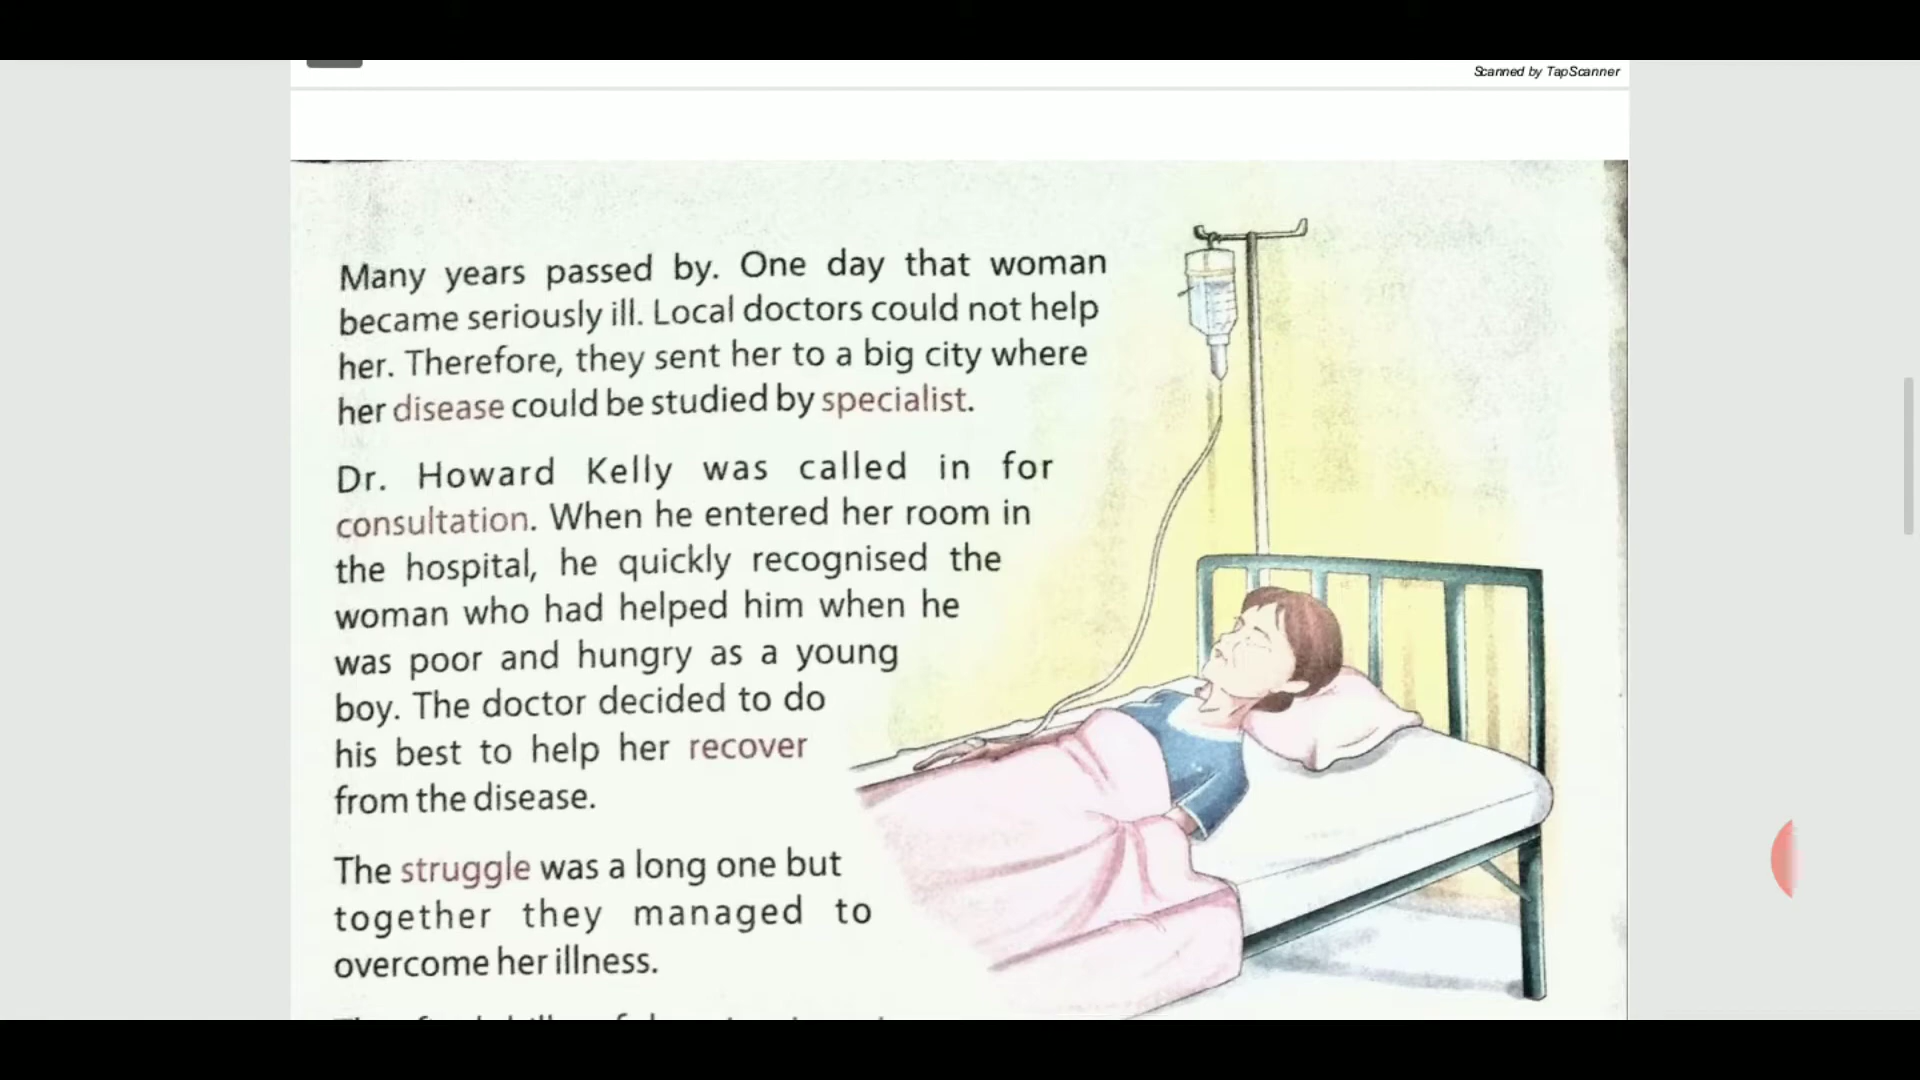 Scanned by TapScanner
Many years passed by. One day that woman
became seriously ill. Local doctors could not help
her. Therefore, they sent her to a big city where
her disease could be studied by specialist.
Dr. Howard Kelly was called in for
consultation. When he entered her room in
the hospital, he quickly recognised the
woman who had helped him when he
was poor and hungry as a young
boy. The doctor decided to do
his best to help her recover
from the disease.
The struggle was a long one but
together they managed to
overcome her illness.